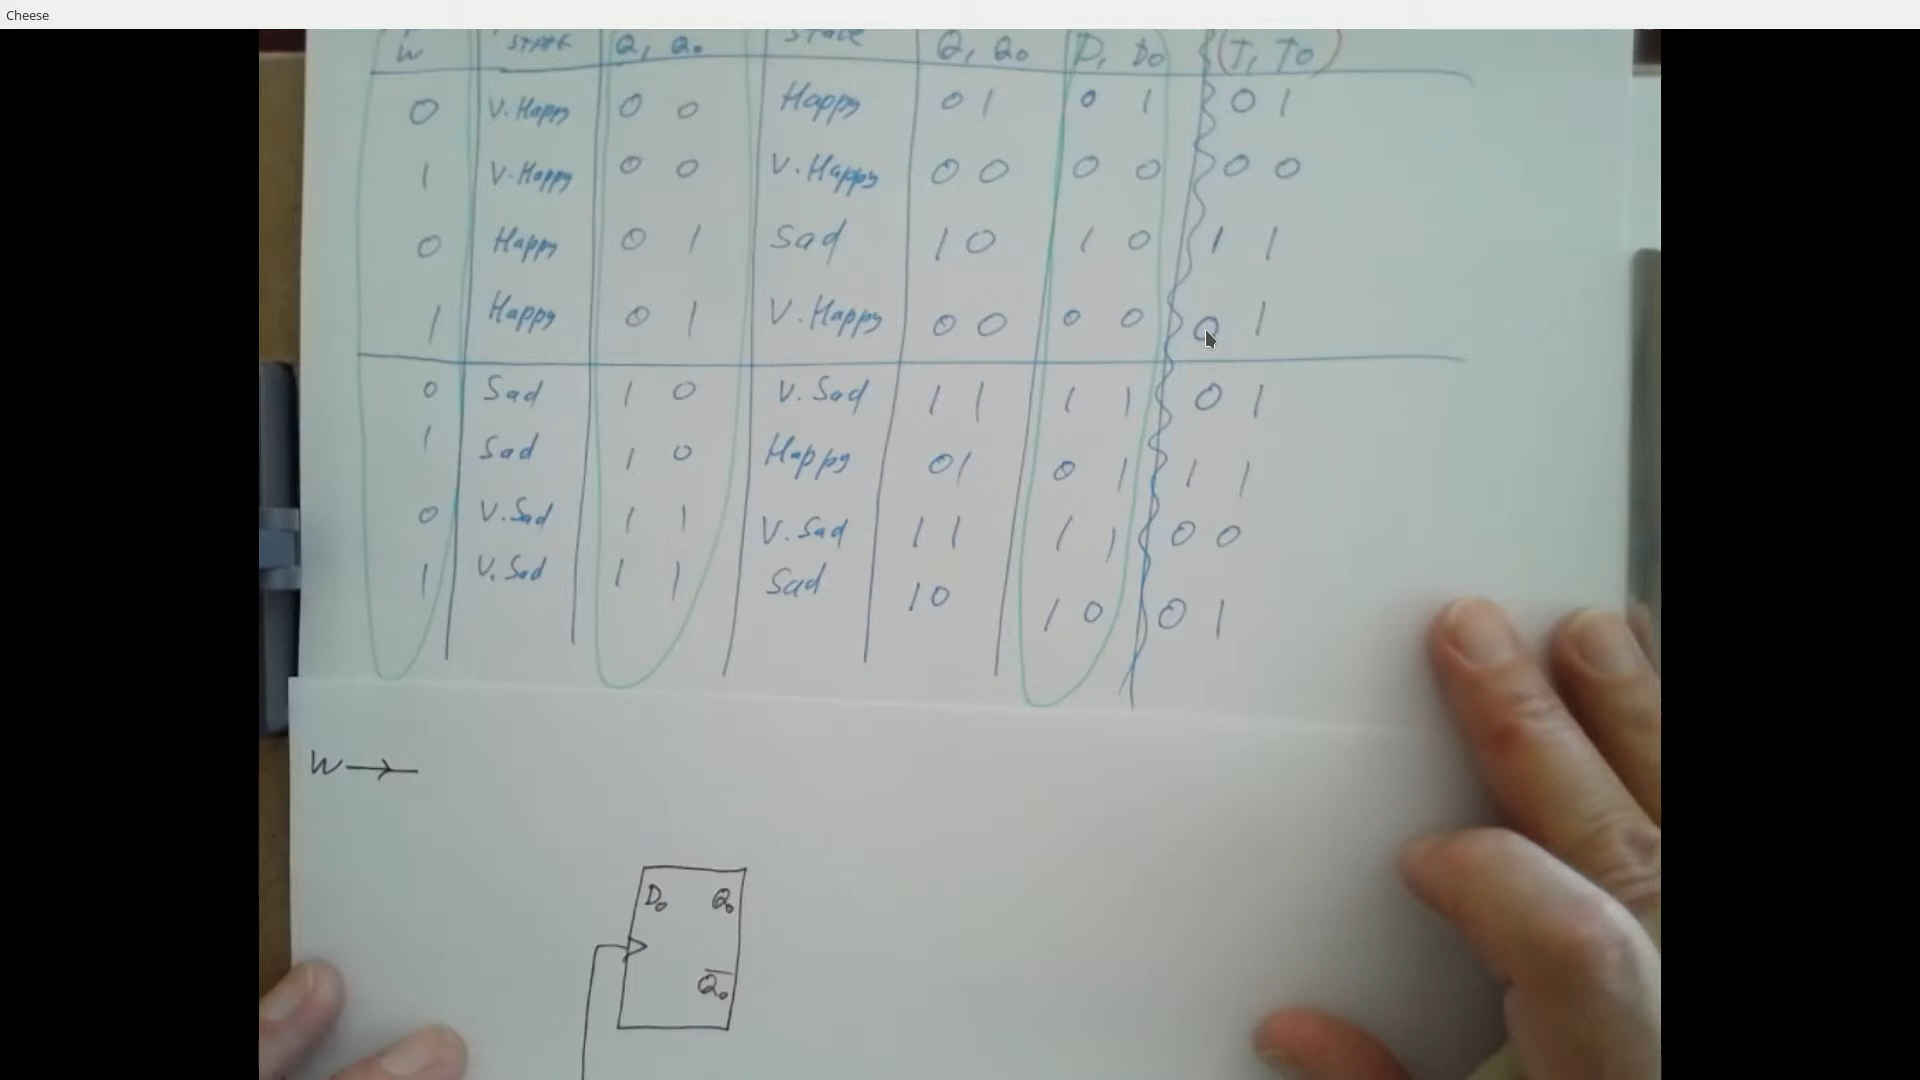 Cheese
W State Q1 Q0 State Q1 Q0 D1 D0 (T1 T0)
0 V.Happy 0 0 Happy 0 1 0 1 0 1
1 V.Happy 0 0 V.Happy 0 0 0 0 0 0
0 Happy 0 1 Sad 1 0 1 0 1 1
1 Happy 0 1 V.Happy 0 0 0 0 0 1
0 Sad 1 0 V.Sad 1 1 1 1 0 1
1 Sad 1 0 Happy 0 1 0 1 1 1
0 V.Sad 1 1 V.Sad 1 1 1 1 0 0
1 V.Sad 1 1 Sad 1 0 1 0 0 1
W
D0 Q0
Q̅0